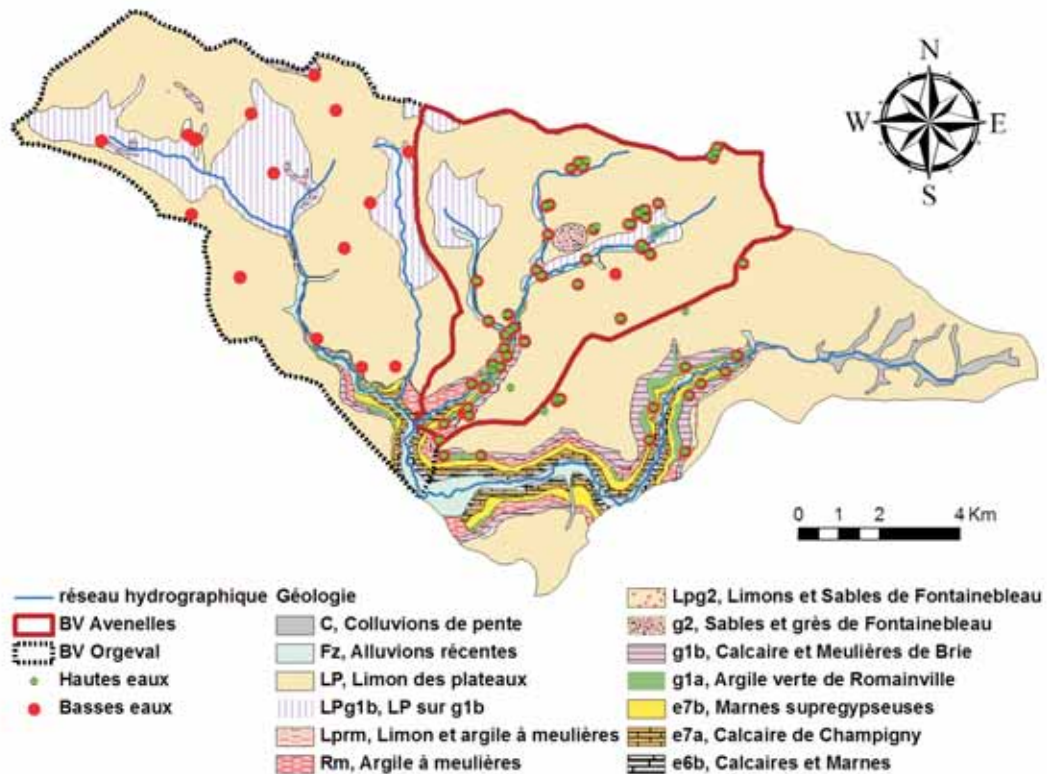 N
W E
S
0 1 2 4 Km
réseau hydrographique
BV Avenelles
BV Orgeval
Hautes eaux
Basses eaux
Géologie
C, Colluvions de pente
Fz, Alluvions récentes
LP, Limon des plateaux
LPg1b, LP sur g1b
Lprm, Limon et argile à meulières
Rm, Argile à meulières
Lpg2, Limons et Sables de Fontainebleau
g2, Sables et grès de Fontainebleau
g1b, Calcaire et Meulières de Brie
g1a, Argile verte de Romainville
e7b, Marnes supregypseuses
e7a, Calcaire de Champigny
e6b, Calcaires et Marnes